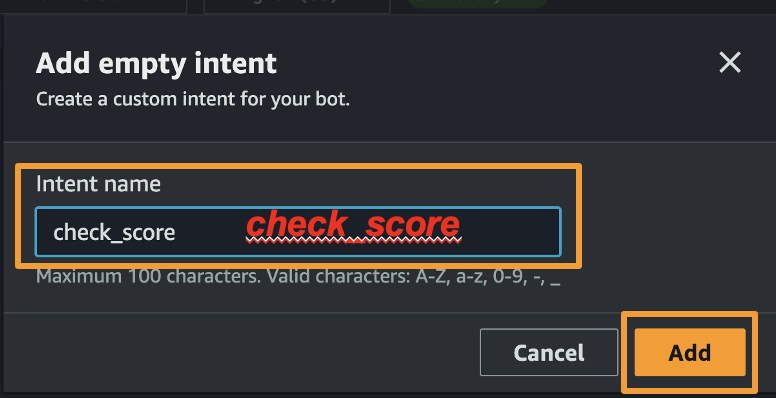 Add empty intent
Create a custom intent for your bot.
Intent name
check_score check_score
Maximum 100 characters. Valid characters: A-Z, a-z, 0-9, -, _
Cancel Add